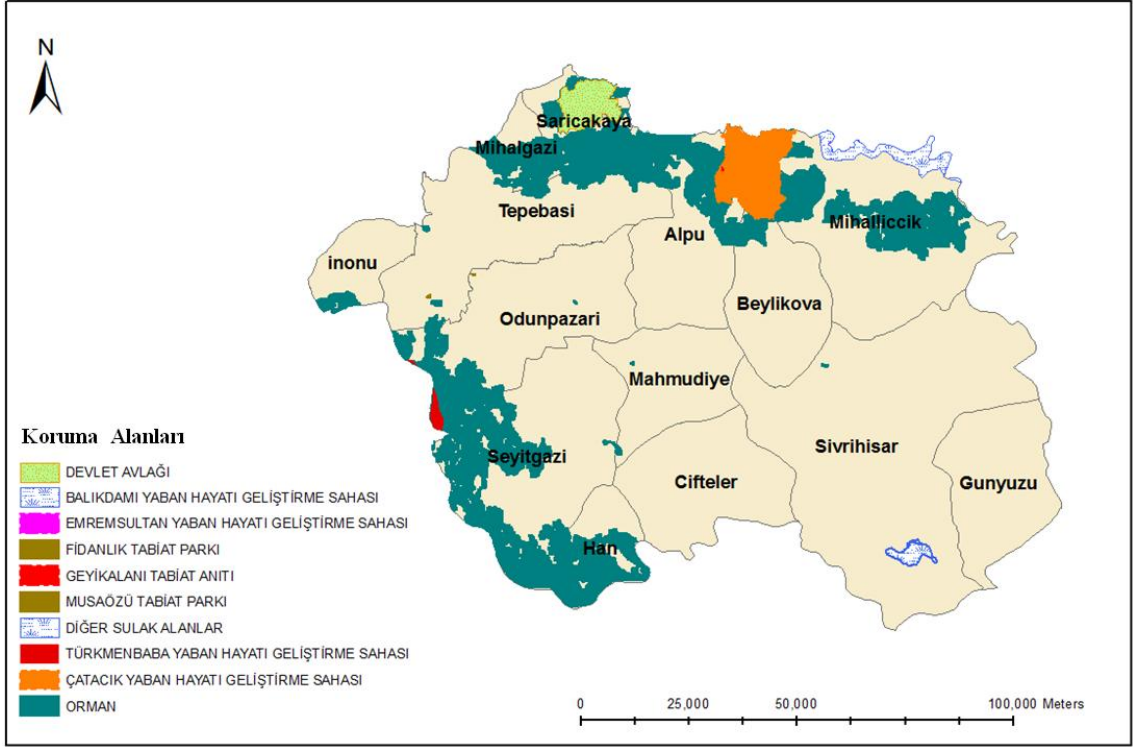 N
Saricakaya
Mihalgazi
Tepebasi
Alpu
Mihalliccik
inonu
Beylikova
Odunpazari
Mahmudiye
Sivrihisar
Seyitgazi
Cifteler
Gunyuzu
Han
Koruma Alanları
DEVLET AVLAĞI
BALIKDAMI YABAN HAYATI GELİŞTİRME SAHASI
EMREMSULTAN YABAN HAYATI GELİŞTİRME SAHASI
FİDANLIK TABİAT PARKI
GEYİKALANI TABİAT ANITI
MUSAÖZÜ TABİAT PARKI
DİĞER SULAK ALANLAR
TÜRKMENBABA YABAN HAYATI GELİŞTİRME SAHASI
ÇATACIK YABAN HAYATI GELİŞTİRME SAHASI
ORMAN
0 25,000 50,000 100,000 Meters